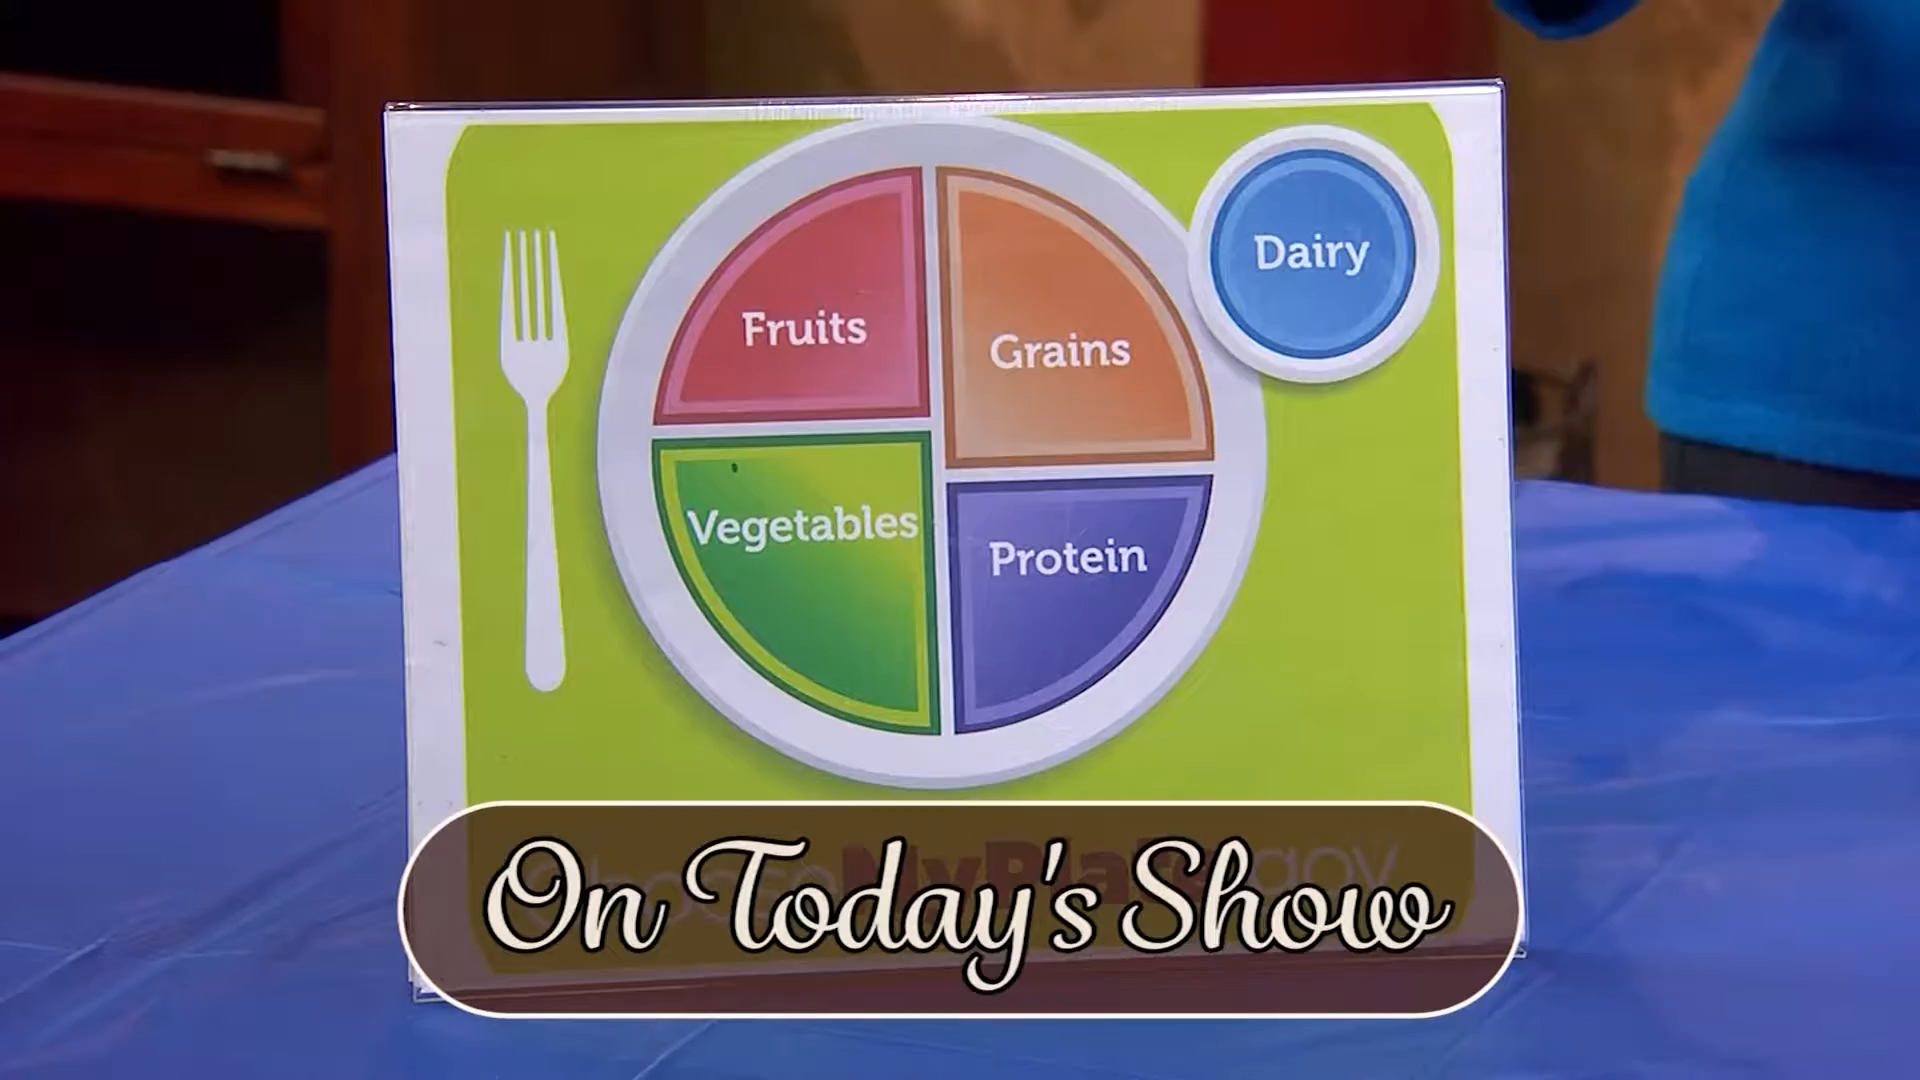 Fruits
Grains
Dairy
Vegetables
Protein
On Today's Show